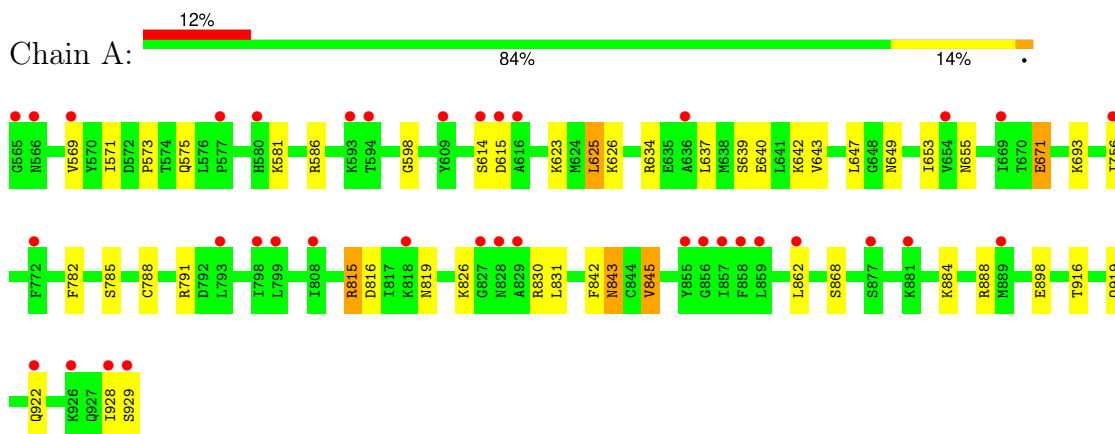 12%
Chain A:
84% 14% •
G565 N566 V569 Y570 I571 D572 P573 T574 Q575 L576 P577 H580 K581 R586 K593 T594 G598 Y609 S614 D615 A616 K623 M624 L625 K626 R634 E635 A636 L637 M638 S639 E640 L641 K642 V643 L647 G648 N649 I653 V654 N655 I669 T670 E671 K693
F772 F782 S785 C788 R791 D792 L793 I798 L799 I808 R815 D816 I817 K818 N819 K826 G827 N828 A829 R830 L831 F842 N843 C844 V845 Y855 G856 I857 F858 L859 L862 S868 S877 K881 K884 R888 M889 E898 T916
Q922 K926 Q927 I928 S929